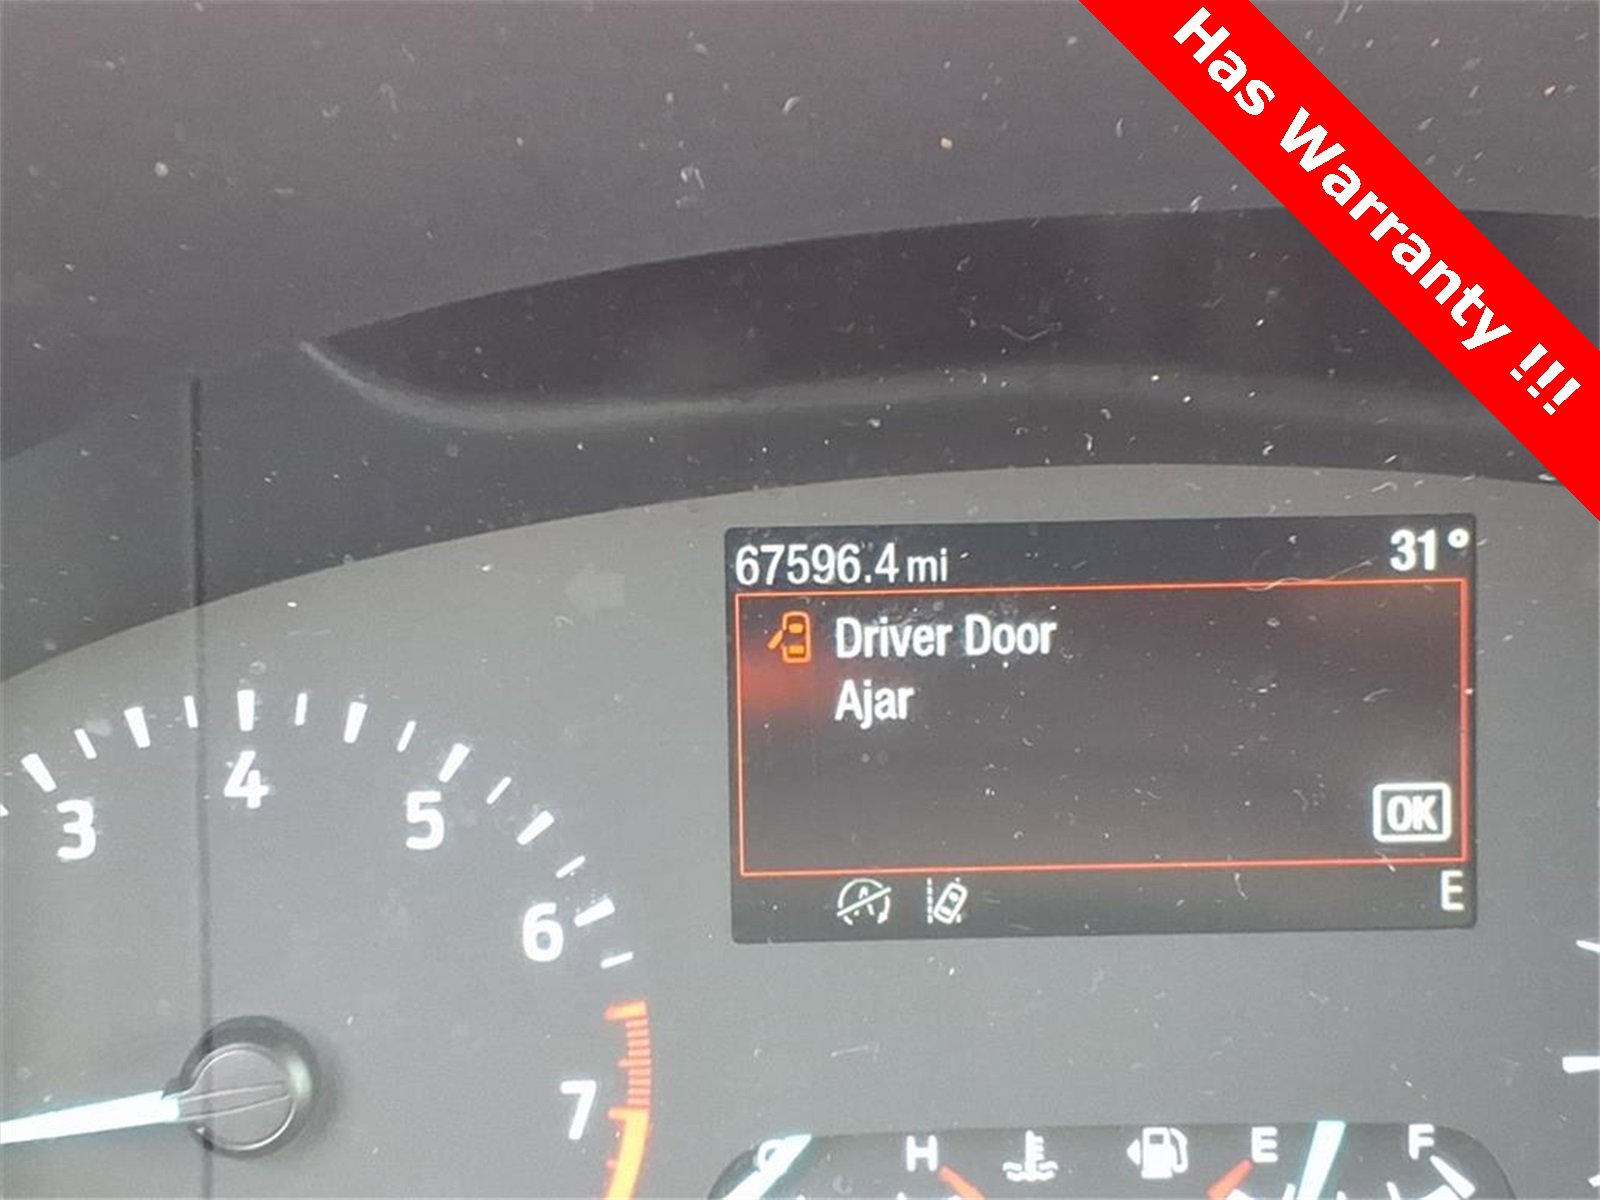 Has Warranty !!!
67596.4 mi 31°
Driver Door
Ajar
OK
E
3 4 5 6 7
C H E F